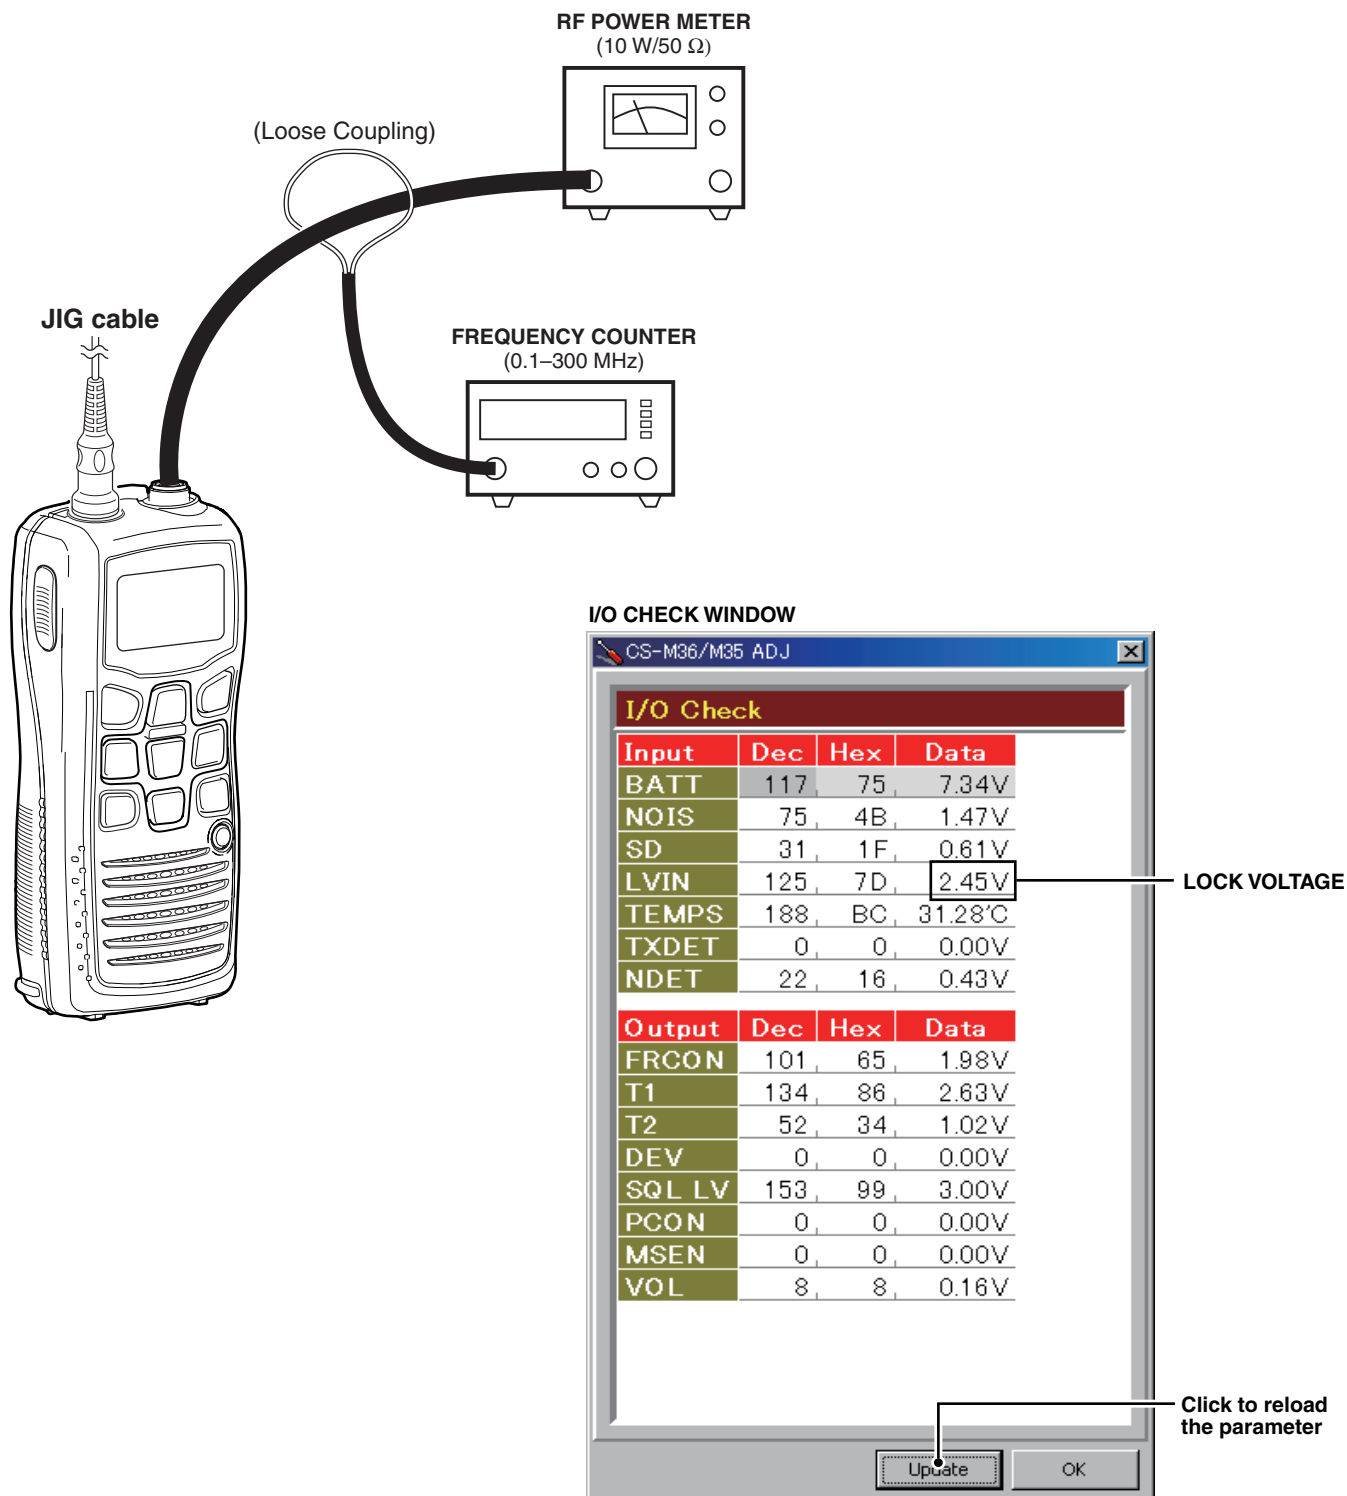 RF POWER METER
(10 W/50 Ω)
(Loose Coupling)
JIG cable
FREQUENCY COUNTER
(0.1–300 MHz)
I/O CHECK WINDOW
CS-M36/M35 ADJ
I/O Check
Input Dec Hex Data
BATT 117 75 7.34V
NOIS 75 4B 1.47V
SD 31 1F 0.61V
LVIN 125 7D 2.45V
LOCK VOLTAGE
TEMPS 188 BC 31.28'C
TXDET 0 0 0.00V
NDET 22 16 0.43V
Output Dec Hex Data
FRCON 101 65 1.98V
T1 134 86 2.63V
T2 52 34 1.02V
DEV 0 0 0.00V
SQL LV 153 99 3.00V
PCON 0 0 0.00V
MSEN 0 0 0.00V
VOL 8 8 0.16V
Click to reload
the parameter
Update OK